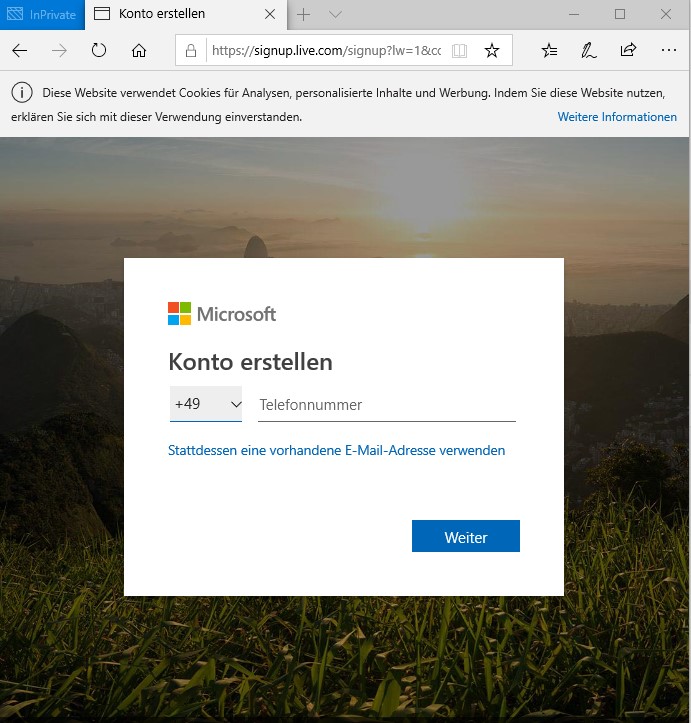 InPrivate
Konto erstellen
https://signup.live.com/signup?lw=1&cc
Diese Website verwendet Cookies für Analysen, personalisierte Inhalte und Werbung. Indem Sie diese Website nutzen,
erklären Sie sich mit dieser Verwendung einverstanden.
Weitere Informationen
Microsoft
Konto erstellen
+49
Telefonnummer
Stattdessen eine vorhandene E-Mail-Adresse verwenden
Weiter